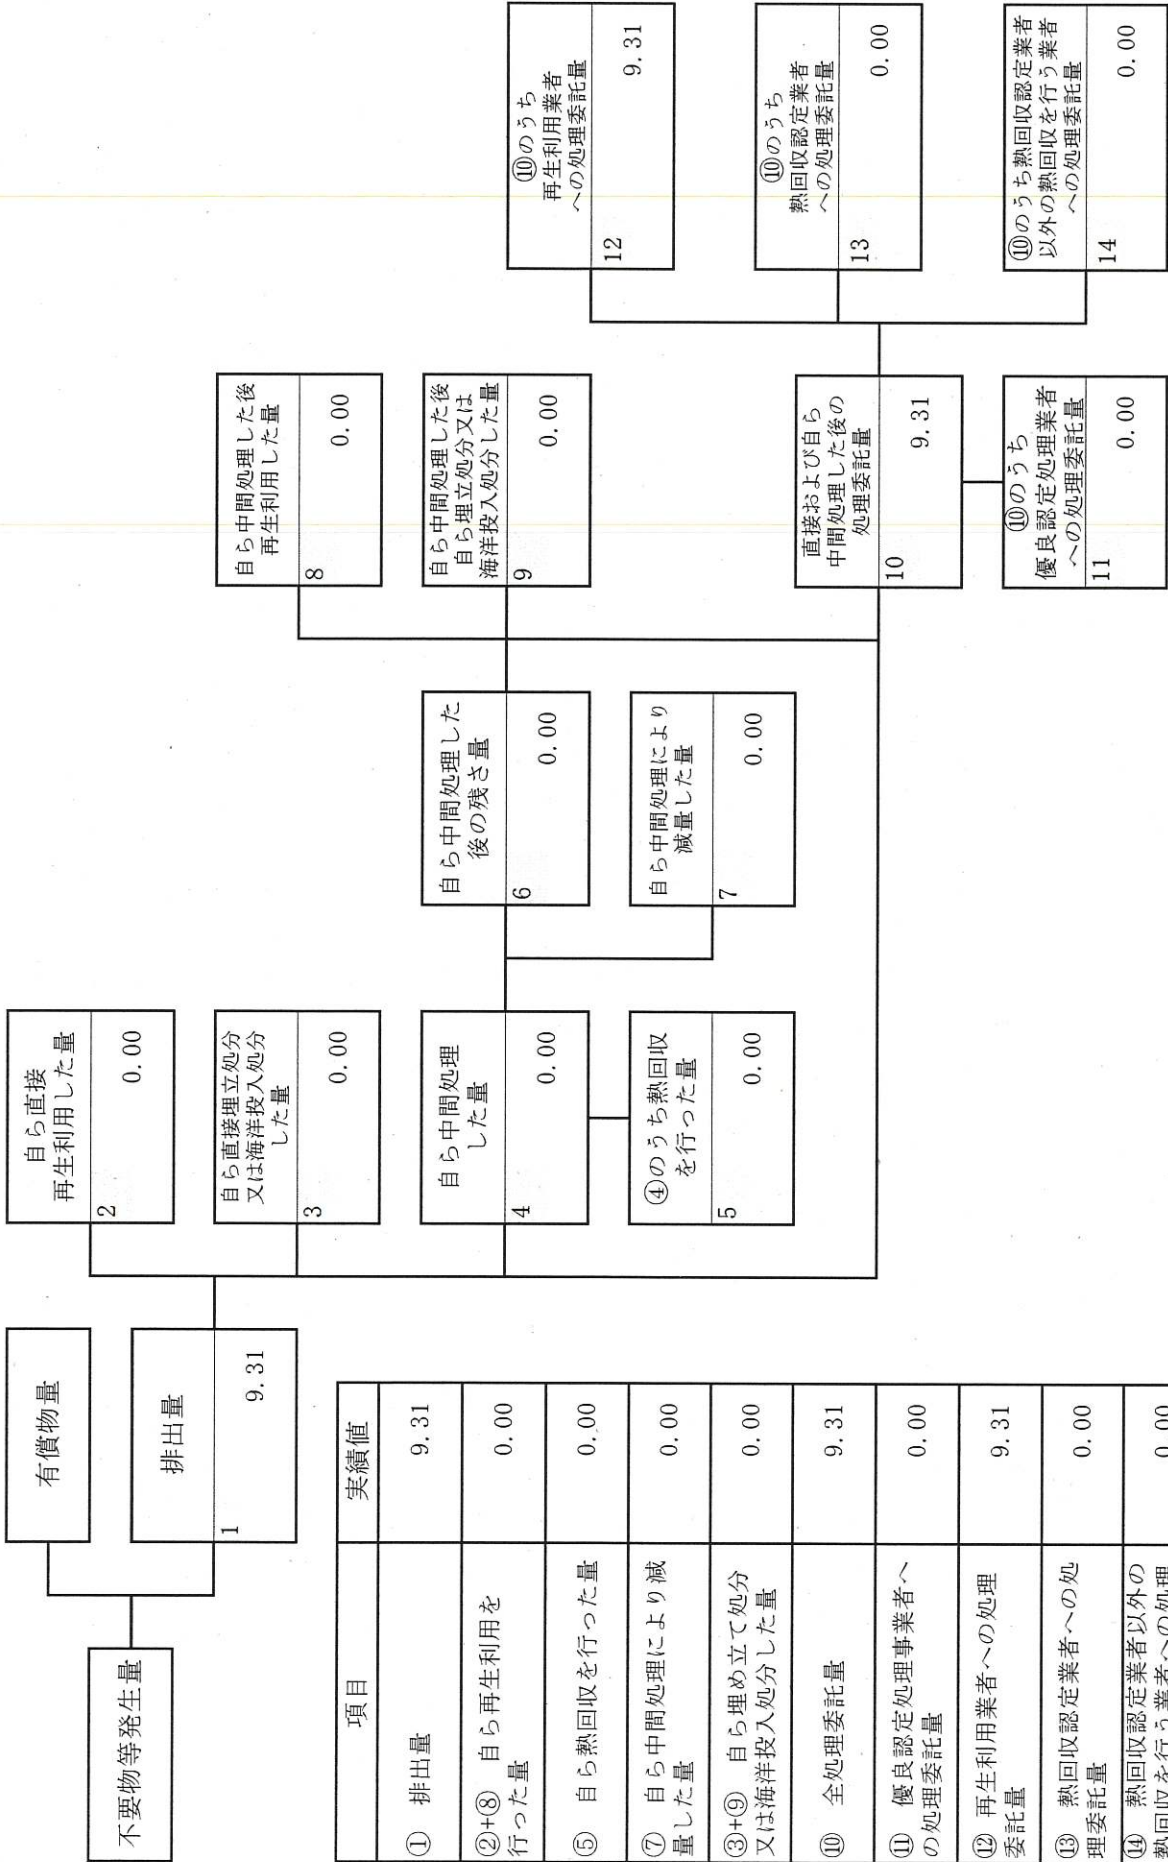 不要物等発生量
有償物量
排出量
1
9.31
自ら直接
再生利用した量
2
0.00
自ら直接埋立処分
又は海洋投入処分
した量
3
0.00
自ら中間処理
した量
4
0.00
④のうち熱回収
を行った量
5
0.00
自ら中間処理した
後の残さ量
6
0.00
自ら中間処理により
減量した量
7
0.00
自ら中間処理した後
再生利用した量
8
0.00
自ら中間処理した後
自ら埋立処分又は
海洋投入処分した量
9
0.00
直接および自ら
中間処理した後の
処理委託量
10
9.31
⑩のうち
優良認定処理業者
への処理委託量
11
0.00
⑩のうち
再生利用業者
への処理委託量
12
9.31
⑩のうち
熱回収認定業者
への処理委託量
13
0.00
⑩のうち熱回収認定業者
以外の熱回収を行う業者
への処理委託量
14
0.00
項目 実績値
① 排出量 9.31
②+⑧ 自ら再生利用を
行った量 0.00
⑤ 自ら熱回収を行った量 0.00
⑦ 自ら中間処理により減
量した量 0.00
③+⑨ 自ら埋め立て処分
又は海洋投入処分した量 0.00
⑩ 全処理委託量 9.31
⑪ 優良認定処理事業者へ
の処理委託量 0.00
⑫ 再生利用業者への処理
委託量 9.31
⑬ 熱回収認定業者への処
理委託量 0.00
⑭ 熱回収認定業者以外の
熱回収を行う業者への処理 0.00